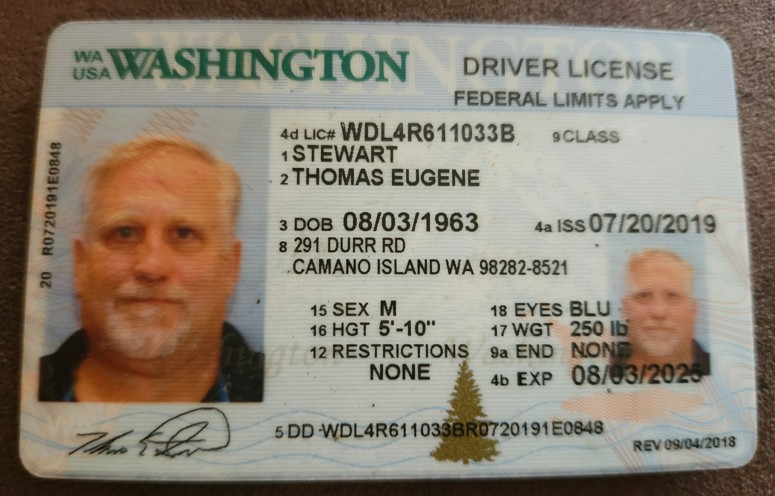 WA USA WASHINGTON
DRIVER LICENSE
FEDERAL LIMITS APPLY
20 R0720191E0848
4d LIC# WDL4R611033B 9 CLASS
1 STEWART
2 THOMAS EUGENE
3 DOB 08/03/1963 4a ISS 07/20/2019
8 291 DURR RD
CAMANO ISLAND WA 98282-8521
15 SEX M 18 EYES BLU
16 HGT 5'-10" 17 WGT 250 lb
12 RESTRICTIONS 9a END NONE
NONE 4b EXP 08/03/2025
5 DD WDL4R611033BR0720191E0848
REV 09/04/2018